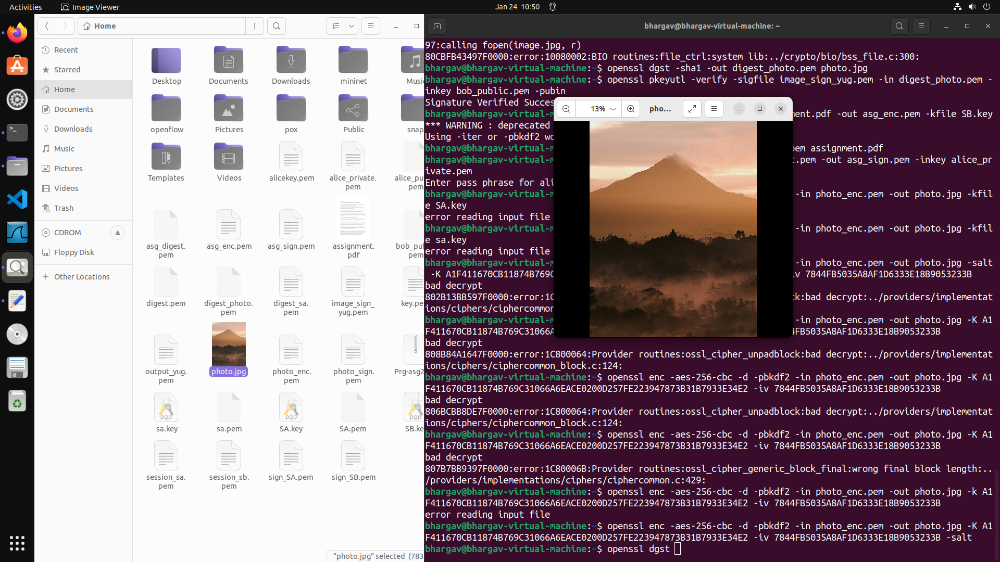 Activities
Image Viewer
Jan 24 10:50
Home
Recent
Starred
Home
Documents
Downloads
Music
Pictures
Videos
Trash
CDROM
Floppy Disk
Other Locations
Desktop
Documents
Downloads
mininet
Music
openflow
Pictures
pox
Public
snap
Templates
Videos
alicekey.pem
alice_private.
pem
alice_pu
pem
asg_digest.
pem
asg_enc.pem
asg_sign.pem
assignment.
pdf
bob_pu
pem
digest.pem
digest_photo.
pem
digest_sa.
pem
image_sign_
yug.pem
key.pe
output_yug.
pem
photo.jpg
photo_enc.
pem
photo_sign.
pem
Prg-asg2
pgp
sa.key
sa.pem
pgp
SA.key
SA.pem
pgp
SB.ke
session_sa.
pem
session_sb.
pem
sign_SA.pem
sign_SB.pem
“photo.jpg” selected (783
bhargav@bhargav-virtual-machine: ~
97:calling fopen(image.jpg, r)
80CBFB43497F0000:error:10080002:BIO routines:file_ctrl:system lib:../crypto/bio/bss_file.c:300:
bhargav@bhargav-virtual-machine:~$ openssl dgst -sha1 -out digest_photo.pem photo.jpg
bhargav@bhargav-virtual-machine:~$ openssl pkeyutl -verify -sigfile image_sign_yug.pem -in digest_photo.pem -
inkey bob_public.pem -pubin
Signature Verified Succes
bhargav@bhargav-virtual-m ment.pdf -out asg_enc.pem -kfile SB.key
*** WARNING : deprecated
Using -iter or -pbkdf2 wo
bhargav@bhargav-virtual-m em assignment.pdf
bhargav@bhargav-virtual-m t.pem -out asg_sign.pem -inkey alice_pr
ivate.pem
Enter pass phrase for ali
bhargav@bhargav-virtual-m -in photo_enc.pem -out photo.jpg -kfil
e SA.key
error reading input file
bhargav@bhargav-virtual-m -in photo_enc.pem -out photo.jpg -kfil
e sa.key
error reading input file
bhargav@bhargav-virtual-m -in photo_enc.pem -out photo.jpg -salt
-K A1F411670CB11874B769C v 7844FB5035A8AF1D6333E18B9053233B
bad decrypt
802B13BB597F0000:error:1C ck:bad decrypt:../providers/implementat
ions/ciphers/ciphercommon
bhargav@bhargav-virtual-m -in photo_enc.pem -out photo.jpg -K A1
F411670CB11874B769C31066A 4FB5035A8AF1D6333E18B9053233B
bad decrypt
808B84A1647F0000:error:1C800064:Provider routines:ossl_cipher_unpadblock:bad decrypt:../providers/implementat
ions/ciphers/ciphercommon_block.c:124:
bhargav@bhargav-virtual-machine:~$ openssl enc -aes-256-cbc -d -pbkdf2 -in photo_enc.pem -out photo.jpg -K A1
F411670CB11874B769C31066A6EACE0200D257FE223947873B31B7933E34E2 -iv 7844FB5035A8AF1D6333E18B9053233B
bad decrypt
806BCBB8DE7F0000:error:1C800064:Provider routines:ossl_cipher_unpadblock:bad decrypt:../providers/implementat
ions/ciphers/ciphercommon_block.c:124:
bhargav@bhargav-virtual-machine:~$ openssl enc -aes-256-cbc -d -pbkdf2 -in photo_enc.pem -out photo.jpg -K A1
F411670CB11874B769C31066A6EACE0200D257FE223947873B31B7933E34E2 -iv 7844FB5035A8AF1D6333E18B9053233B
bad decrypt
807B7BB9397F0000:error:1C80006B:Provider routines:ossl_cipher_generic_block_final:wrong final block length:..
/providers/implementations/ciphers/ciphercommon.c:429:
bhargav@bhargav-virtual-machine:~$ openssl enc -aes-256-cbc -d -pbkdf2 -in photo_enc.pem -out photo.jpg -k A1
F411670CB11874B769C31066A6EACE0200D257FE223947873B31B7933E34E2 -iv 7844FB5035A8AF1D6333E18B9053233B
error reading input file
bhargav@bhargav-virtual-machine:~$ openssl enc -aes-256-cbc -d -pbkdf2 -in photo_enc.pem -out photo.jpg -K A1
F411670CB11874B769C31066A6EACE0200D257FE223947873B31B7933E34E2 -iv 7844FB5035A8AF1D6333E18B9053233B -salt
bhargav@bhargav-virtual-machine:~$ openssl dgst
13%
pho...